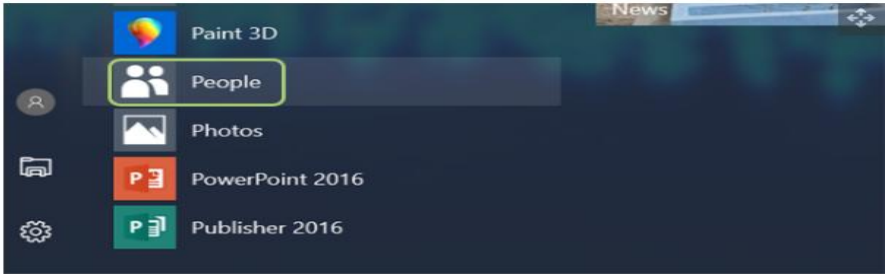 News
Paint 3D
People
Photos
PowerPoint 2016
Publisher 2016